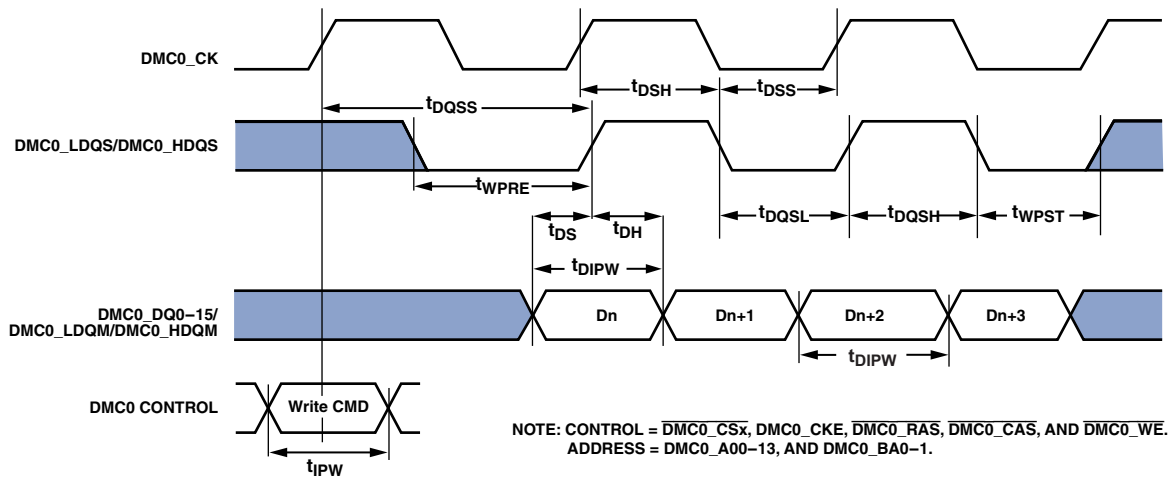 DMC0_CK
tDSH
tDSS
tDQSS
DMC0_LDQS/DMC0_HDQS
tWPRE
tDS
tDH
tDQSL
tDQSH
tWPST
tDIPW
DMC0_DQ0–15/
DMC0_LDQM/DMC0_HDQM
Dn
Dn+1
Dn+2
Dn+3
tDIPW
DMC0 CONTROL
Write CMD
tIPW
NOTE: CONTROL = DMC0_CSx, DMC0_CKE, DMC0_RAS, DMC0_CAS, AND DMC0_WE.
ADDRESS = DMC0_A00–13, AND DMC0_BA0–1.